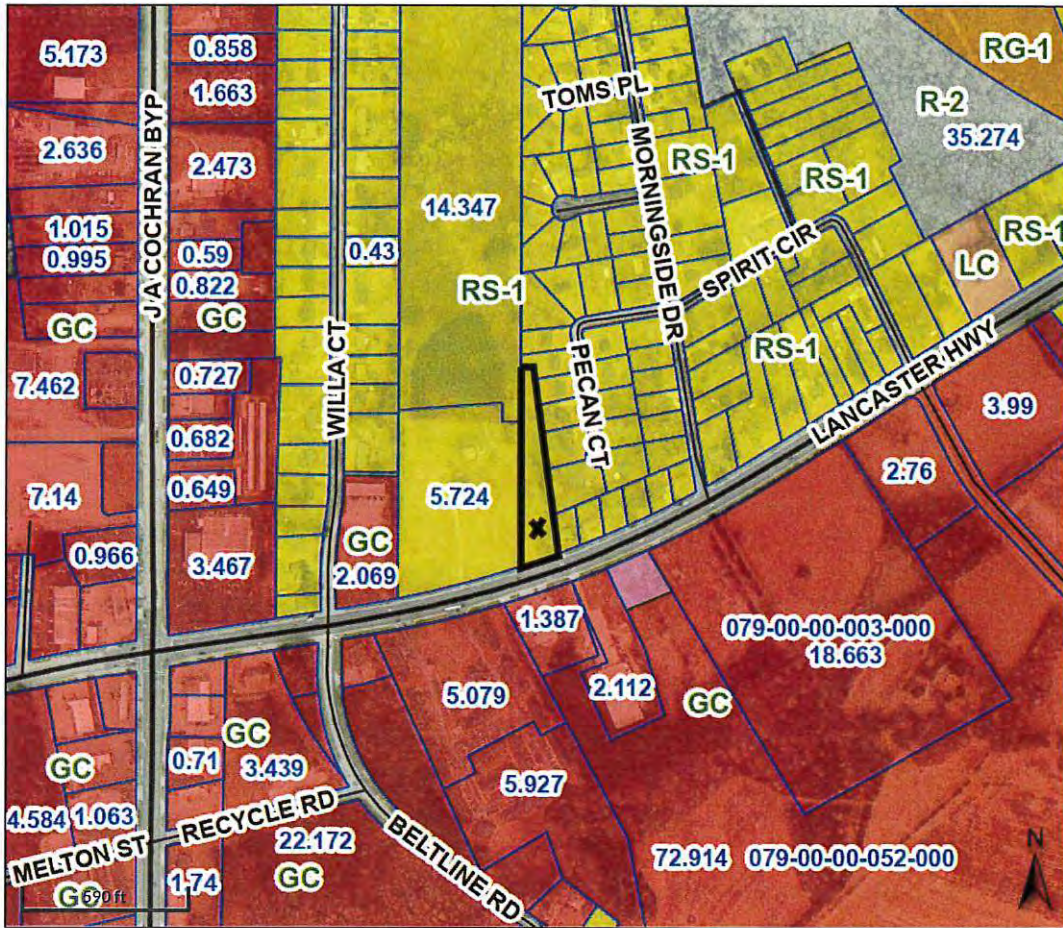 5.173
0.858
RG-1
1.663
TOMS PL
R-2
35.274
2.636
2.473
J A COCHRAN BYP
MORNINGSIDE DR
RS-1
RS-1
14.347
1.015
0.995
0.59
0.43
RS-1
LC
SPIRIT CIR
0.822
RS-1
GC
GC
WILLA CT
PECAN CT
RS-1
7.462
0.727
LANCASTER HWY
3.99
0.682
2.76
7.14
0.649
5.724
0.966
3.467
GC
2.069
1.387
079-00-00-003-000
18.663
5.079
2.112
GC
0.71
GC
3.439
GC
5.927
4.584
1.063
RECYCLE RD
MELTON ST
22.172
BELTLINE RD
72.914
079-00-00-052-000
N
GC
590 ft
1.74
GC